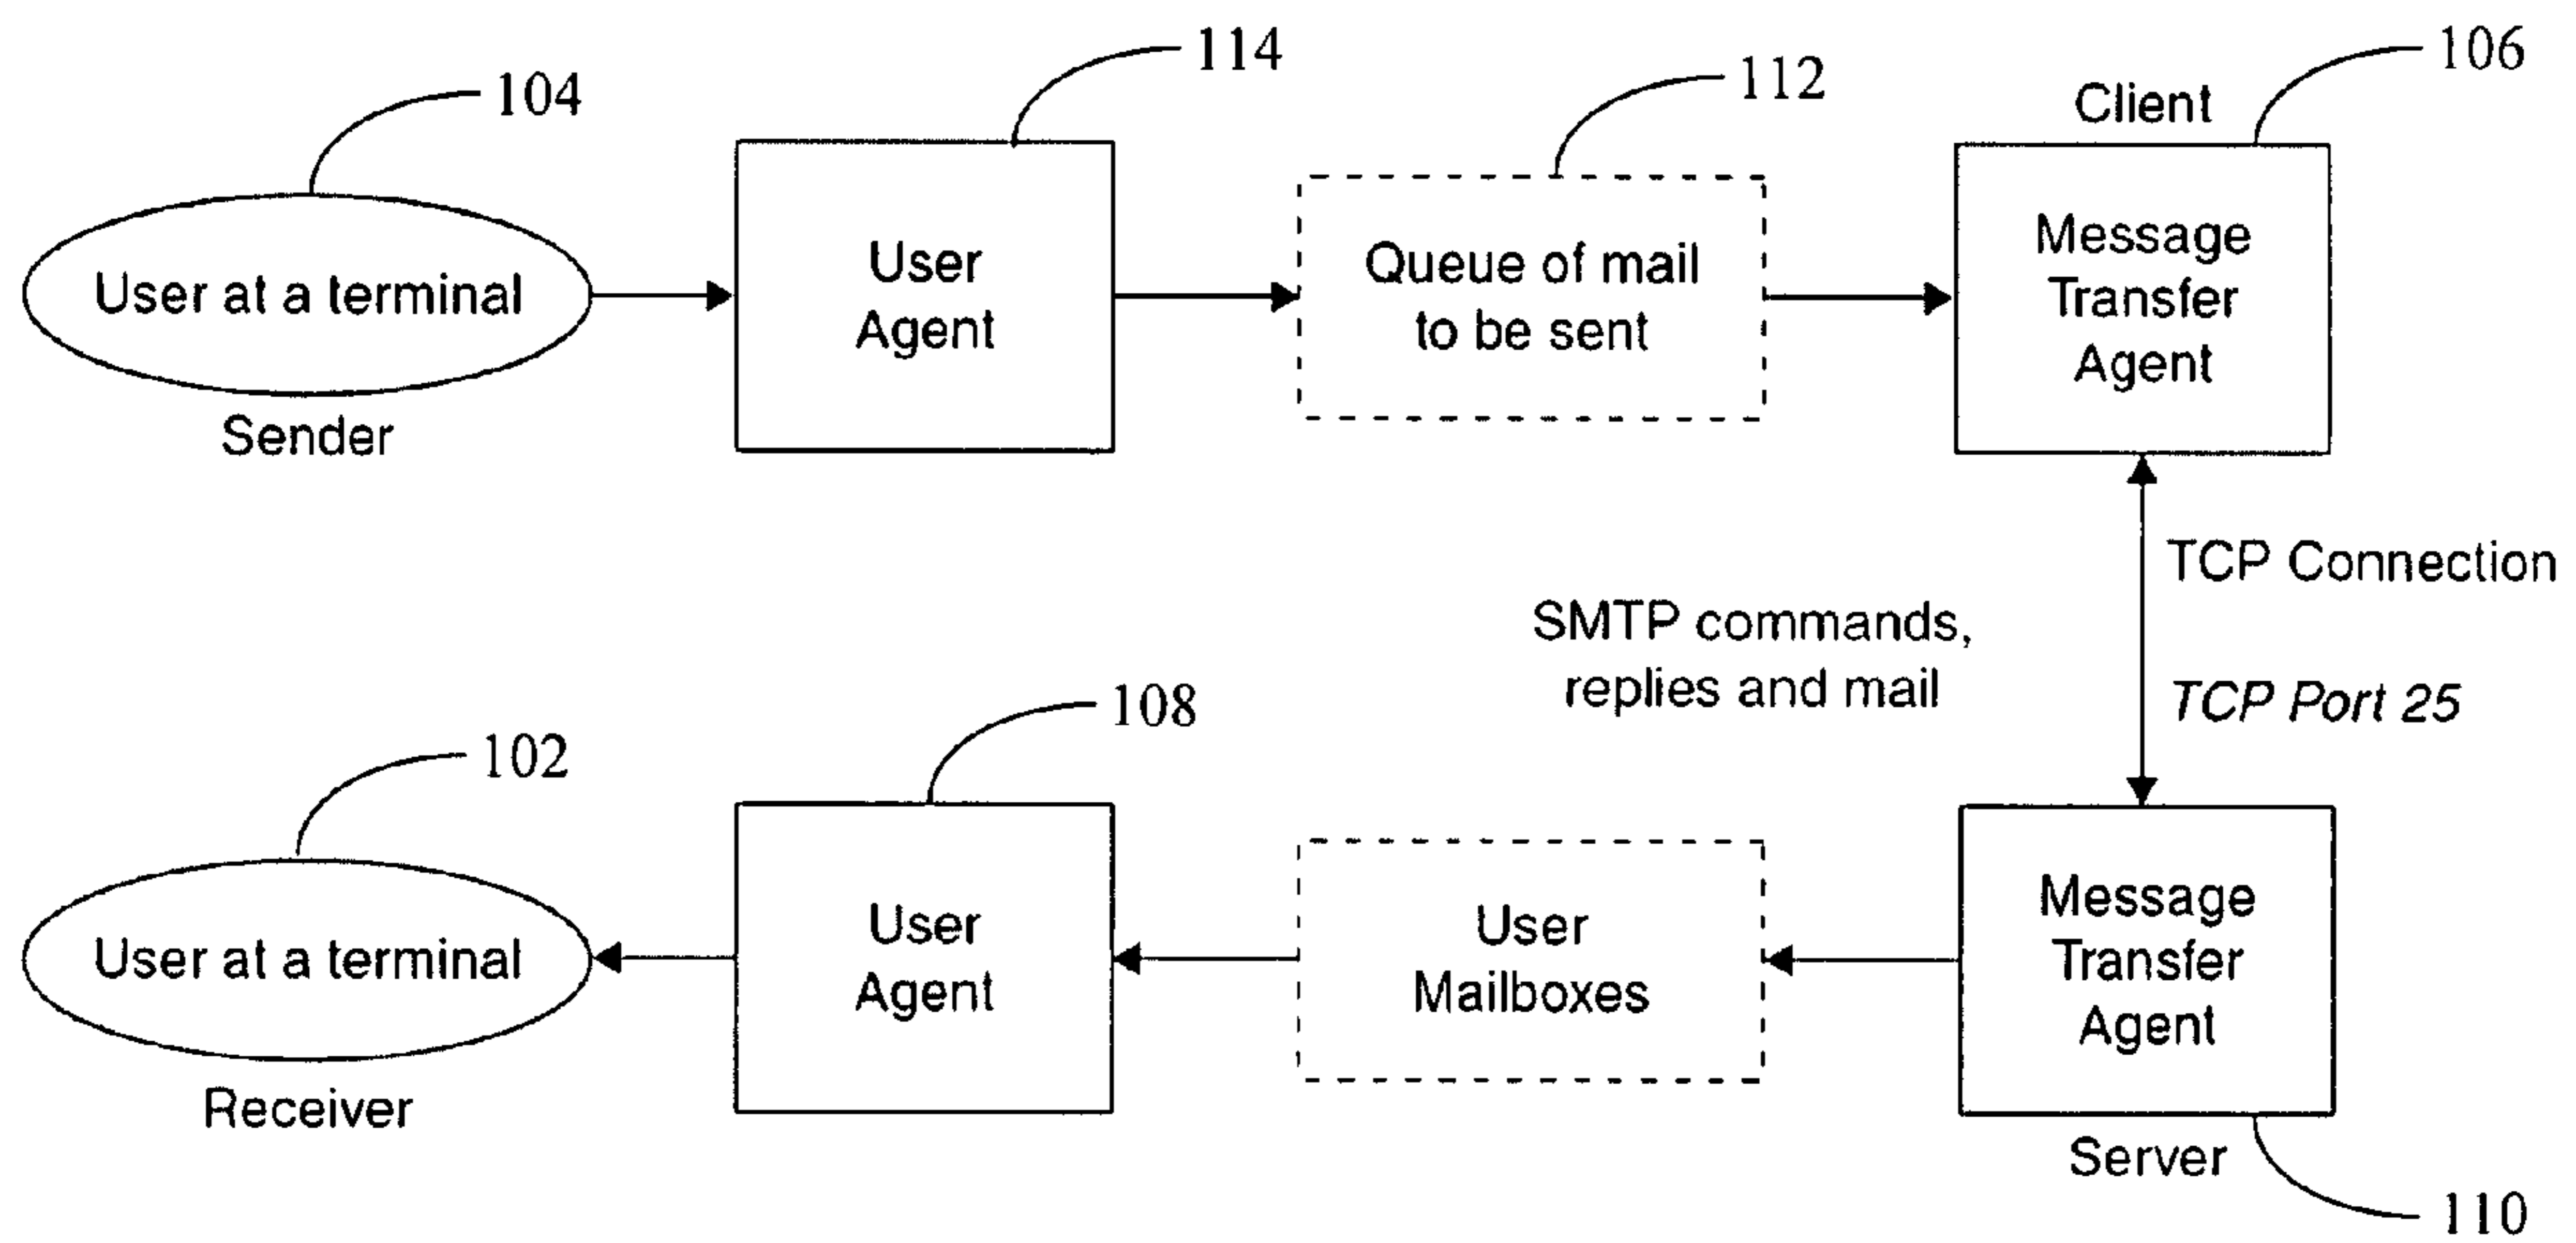 114
106
112
104
Client
User at a terminal
User
Agent
Queue of mail
to be sent
Message
Transfer
Agent
Sender
TCP Connection
SMTP commands,
replies and mail
TCP Port 25
108
102
User at a terminal
User
Agent
User
Mailboxes
Message
Transfer
Agent
Receiver
Server
110